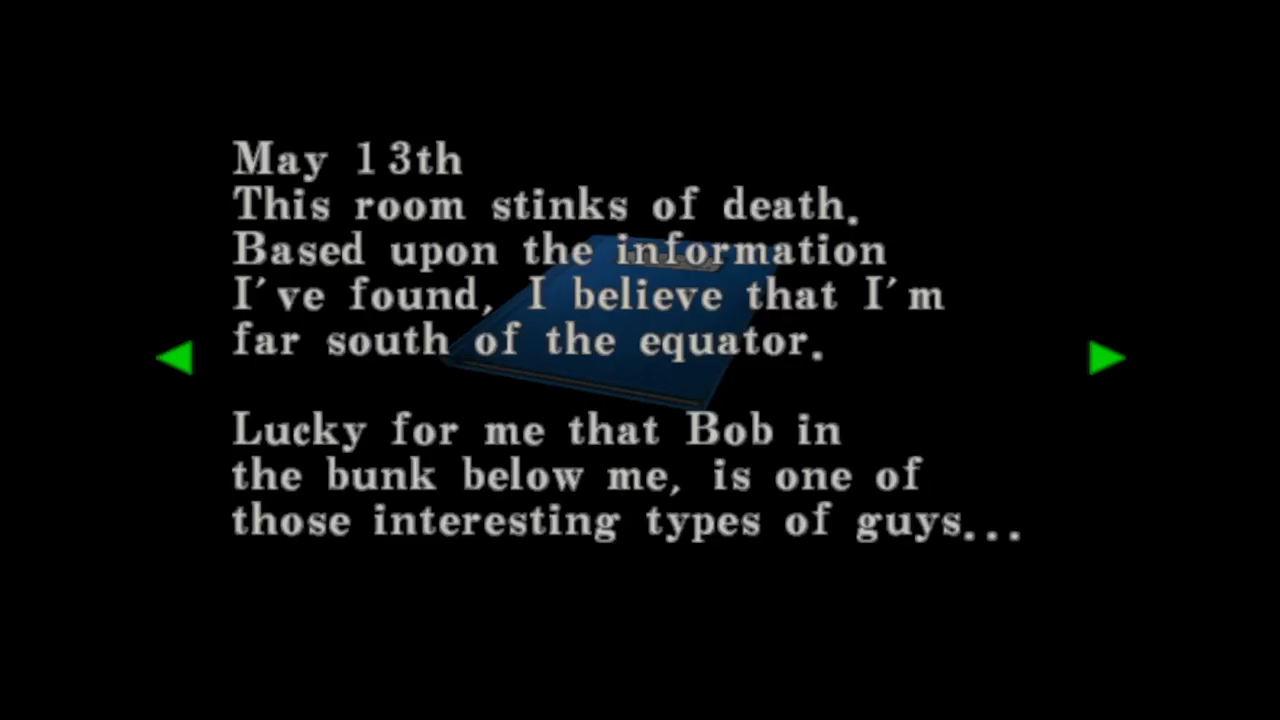 May 13th
This room stinks of death.
Based upon the information
I've found, I believe that I'm
far south of the equator.
Lucky for me that Bob in
the bunk below me, is one of
those interesting types of guys...